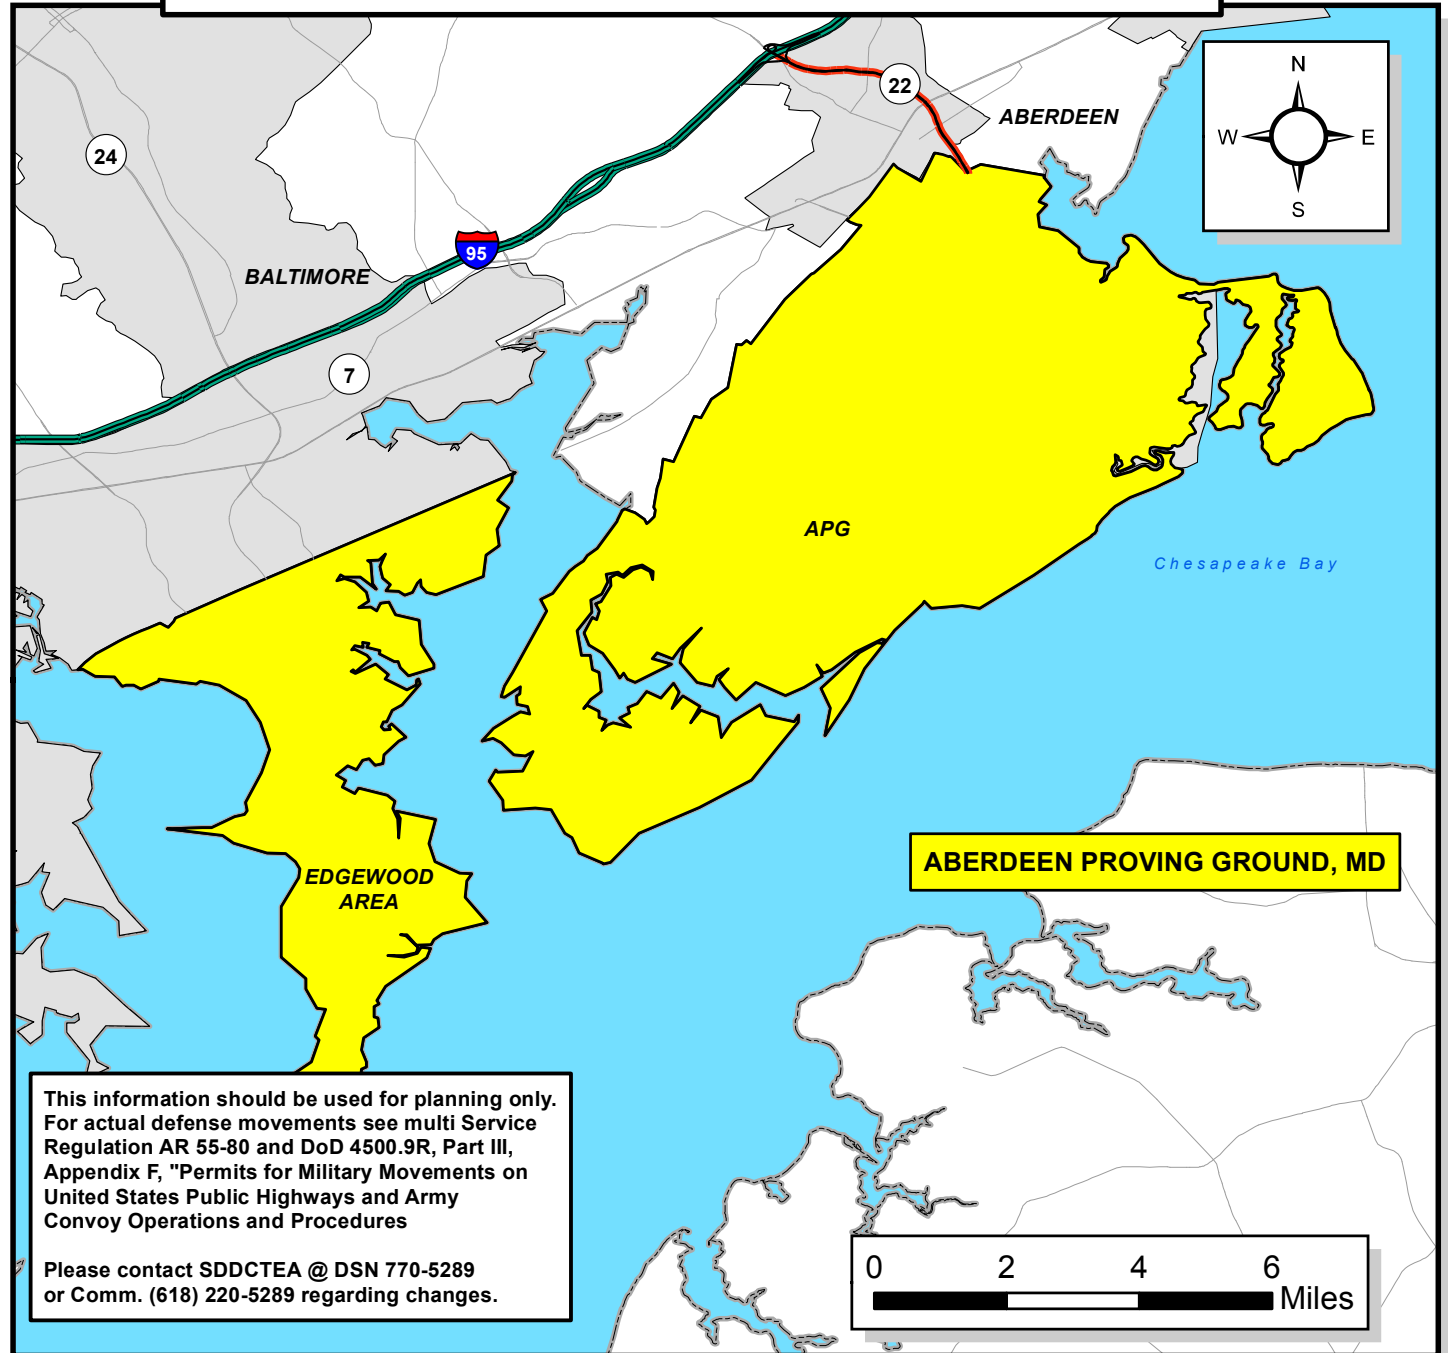 22
ABERDEEN
N
W
E
S
24
95
BALTIMORE
7
APG
Chesapeake Bay
ABERDEEN PROVING GROUND, MD
EDGEWOOD
AREA
This information should be used for planning only.
For actual defense movements see multi Service
Regulation AR 55-80 and DoD 4500.9R, Part III,
Appendix F, "Permits for Military Movements on
United States Public Highways and Army
Convoy Operations and Procedures
Please contact SDDCTEA @ DSN 770-5289
or Comm. (618) 220-5289 regarding changes.
0 2 4 6
Miles